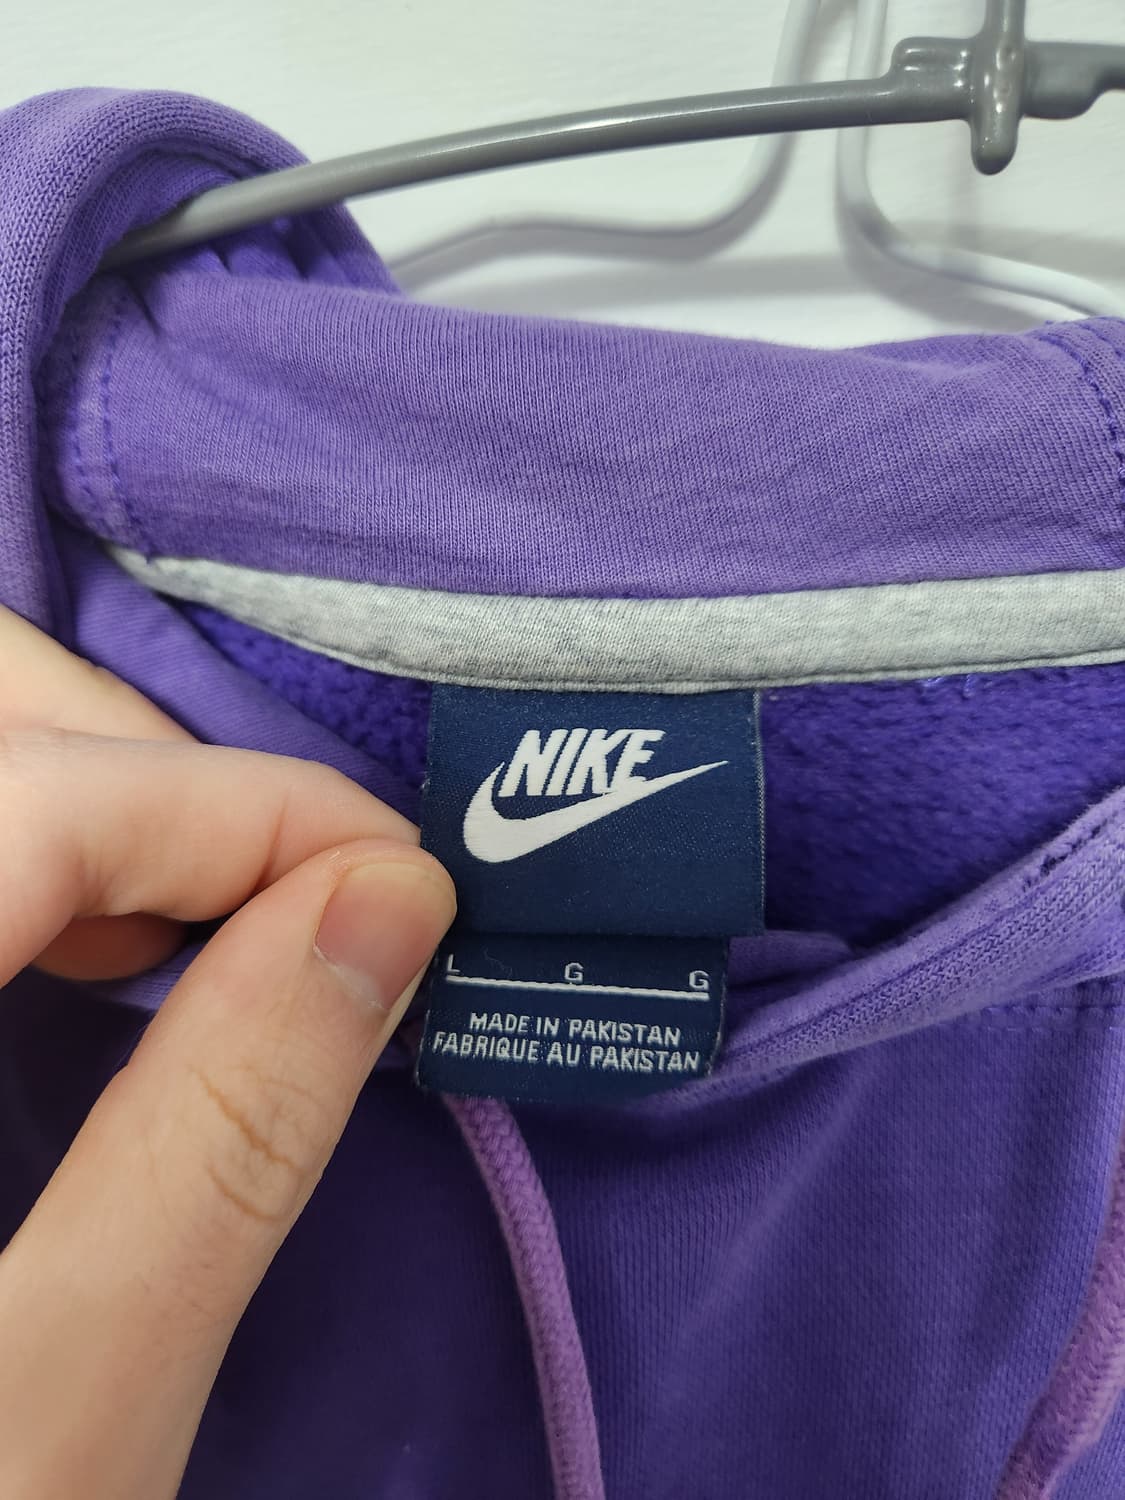 NIKE
L G G
MADE IN PAKISTAN
FABRIQUE AU PAKISTAN